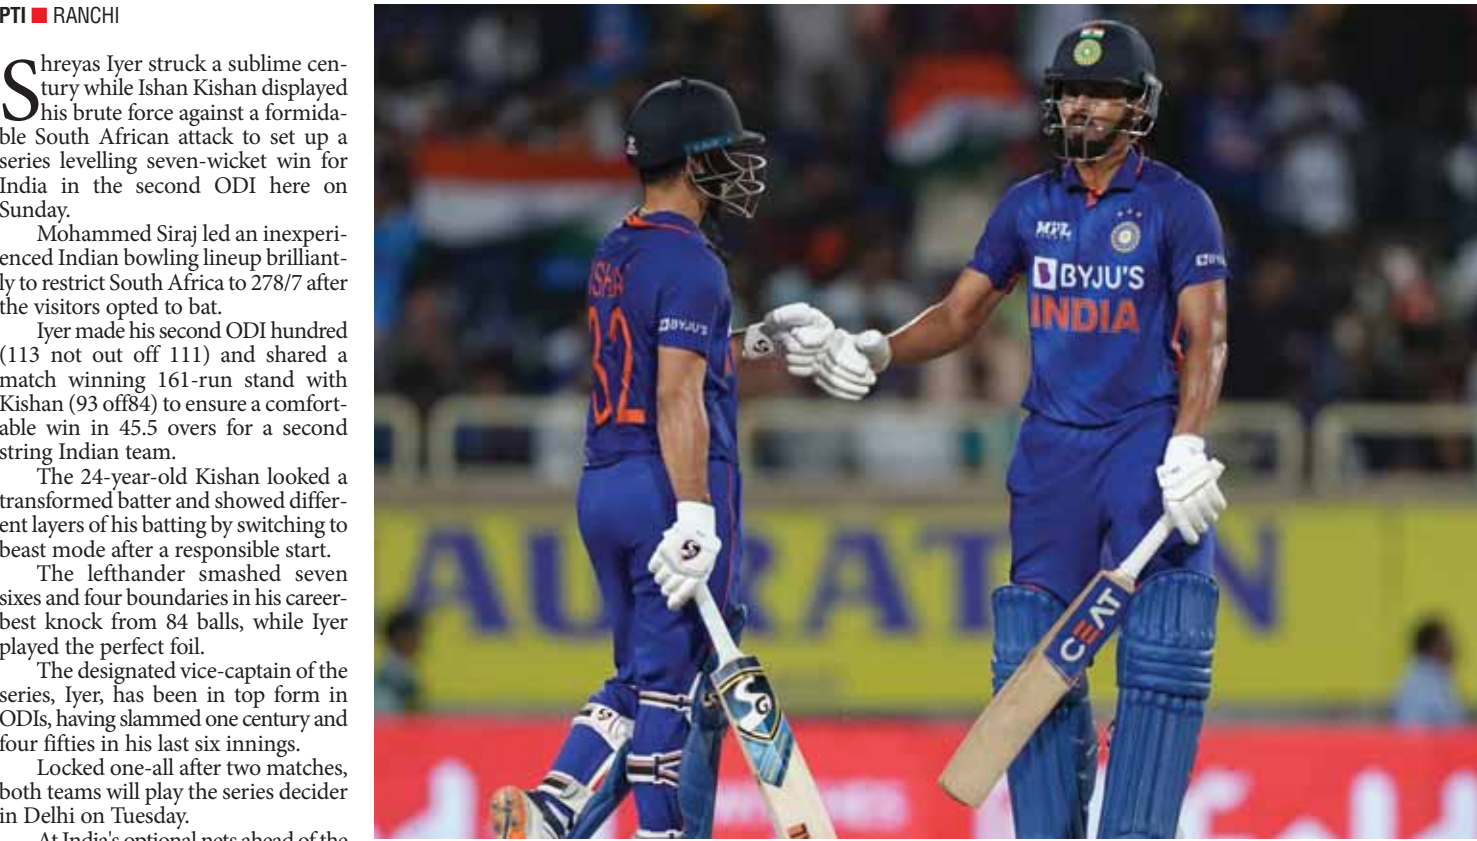 PTI RANCHI
Shreyas Iyer struck a sublime cen-
tury while Ishan Kishan displayed
his brute force against a formida-
ble South African attack to set up a
series levelling seven-wicket win for
India in the second ODI here on
Sunday.
Mohammed Siraj led an inexperi-
enced Indian bowling lineup brilliant-
ly to restrict South Africa to 278/7 after
the visitors opted to bat.
Iyer made his second ODI hundred
(113 not out off 111) and shared a
match winning 161-run stand with
Kishan (93 off84) to ensure a comfort-
able win in 45.5 overs for a second
string Indian team.
The 24-year-old Kishan looked a
transformed batter and showed differ-
ent layers of his batting by switching to
beast mode after a responsible start.
The lefthander smashed seven
sixes and four boundaries in his career-
best knock from 84 balls, while Iyer
played the perfect foil.
The designated vice-captain of the
series, Iyer, has been in top form in
ODIs, having slammed one century and
four fifties in his last six innings.
Locked one-all after two matches,
both teams will play the series decider
in Delhi on Tuesday.
At India's optional nets ahead of the
32
BYJU'S
MPL
BYJU'S
INDIA
CEAT
SG